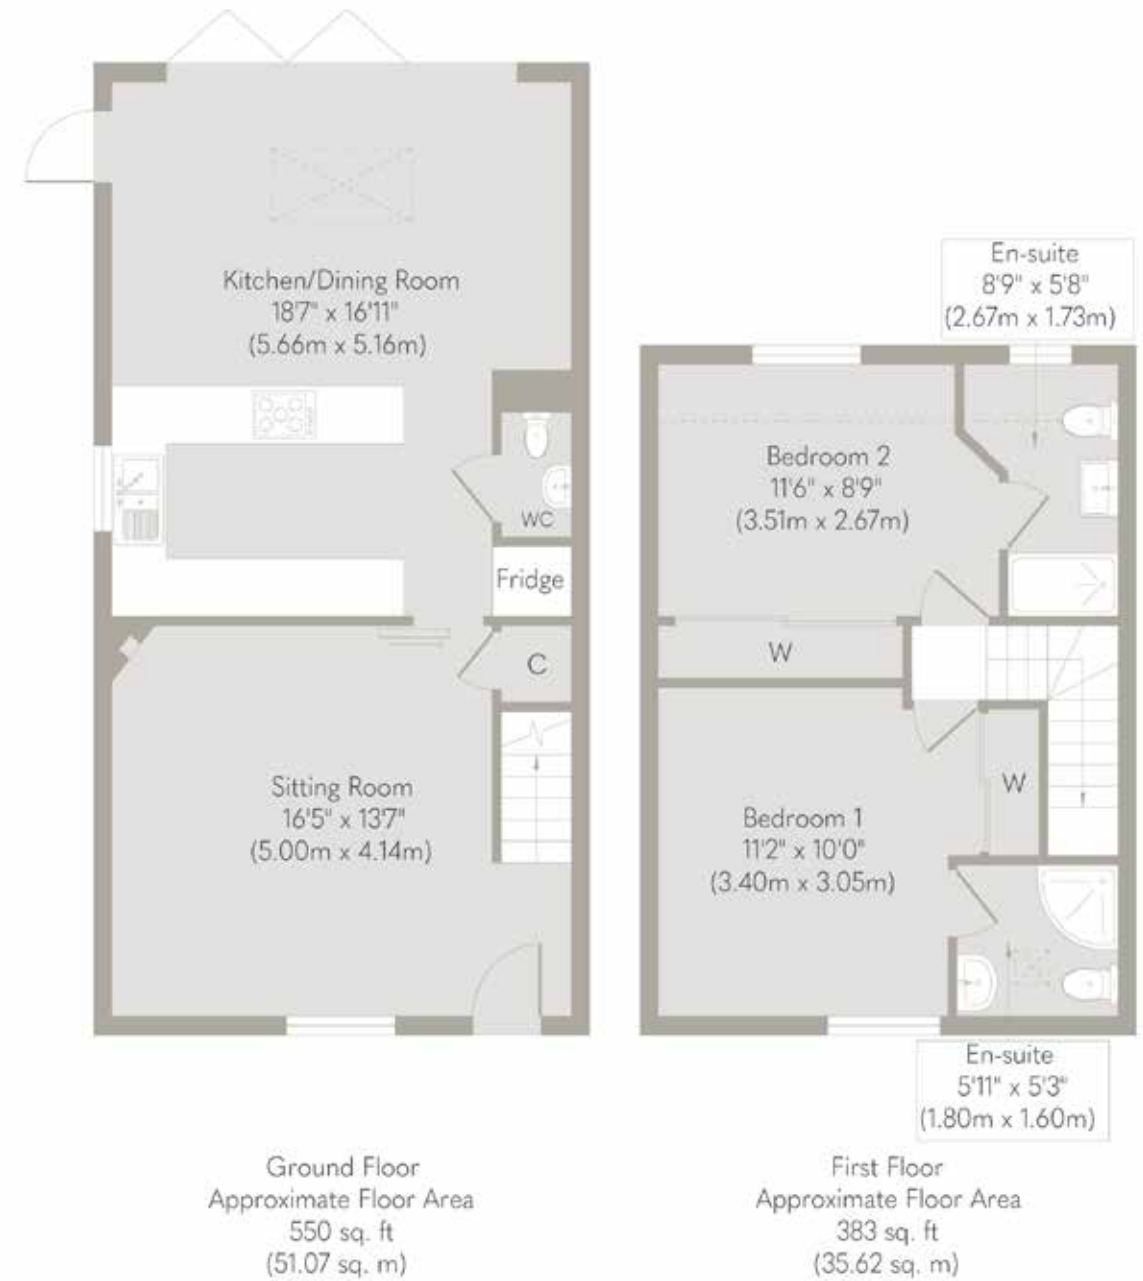 Kitchen/Dining Room
18'7" x 16'11"
(5.66m x 5.16m)
WC
Fridge
C
Sitting Room
16'5" x 13'7"
(5.00m x 4.14m)
Ground Floor
Approximate Floor Area
550 sq. ft
(51.07 sq. m)
En-suite
8'9" x 5'8"
(2.67m x 1.73m)
Bedroom 2
11'6" x 8'9"
(3.51m x 2.67m)
W
W
Bedroom 1
11'2" x 10'0"
(3.40m x 3.05m)
En-suite
5'11" x 5'3"
(1.80m x 1.60m)
First Floor
Approximate Floor Area
383 sq. ft
(35.62 sq. m)